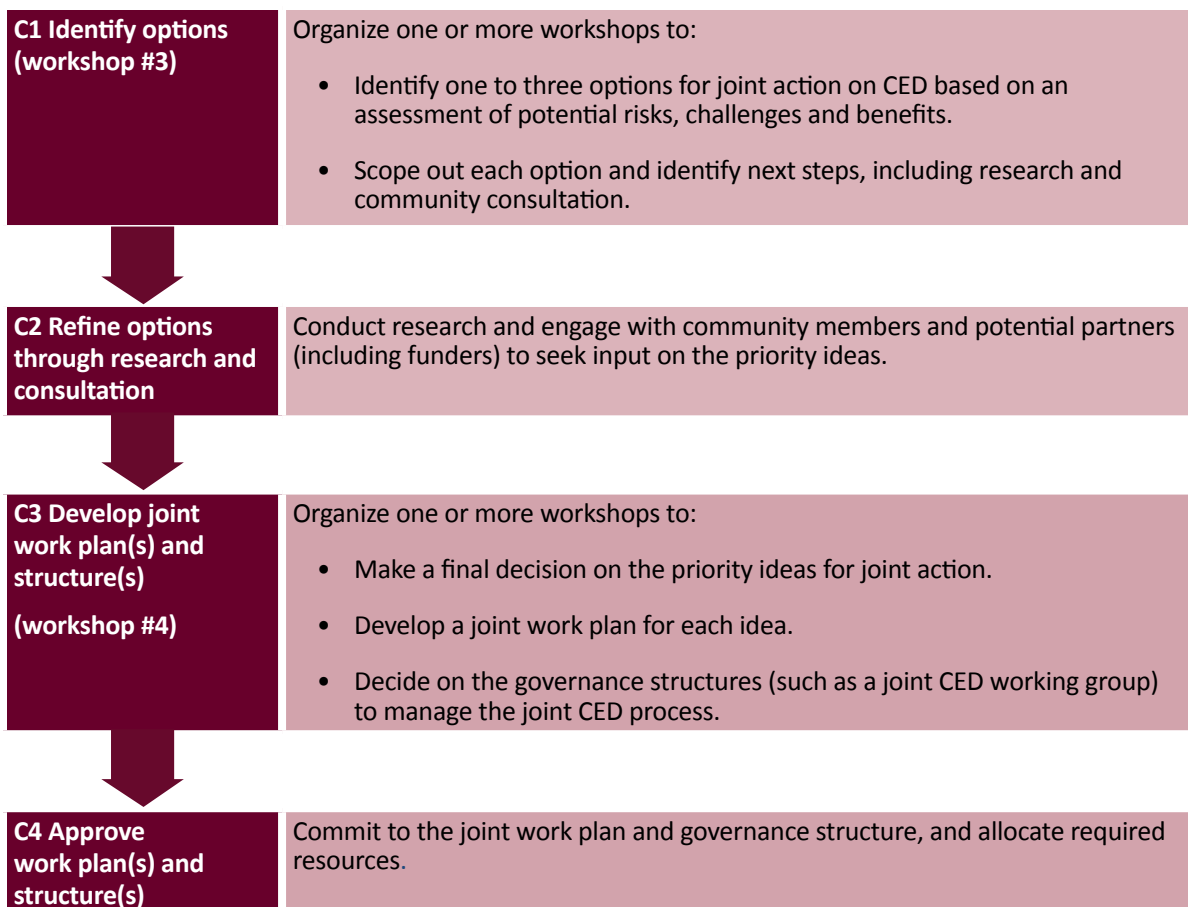 C1 Identify options
(workshop #3)
Organize one or more workshops to:
• Identify one to three options for joint action on CED based on an
assessment of potential risks, challenges and benefits.
• Scope out each option and identify next steps, including research and
community consultation.
C2 Refine options
through research and
consultation
Conduct research and engage with community members and potential partners
(including funders) to seek input on the priority ideas.
C3 Develop joint
work plan(s) and
structure(s)
(workshop #4)
Organize one or more workshops to:
• Make a final decision on the priority ideas for joint action.
• Develop a joint work plan for each idea.
• Decide on the governance structures (such as a joint CED working group)
to manage the joint CED process.
C4 Approve
work plan(s) and
structure(s)
Commit to the joint work plan and governance structure, and allocate required
resources.